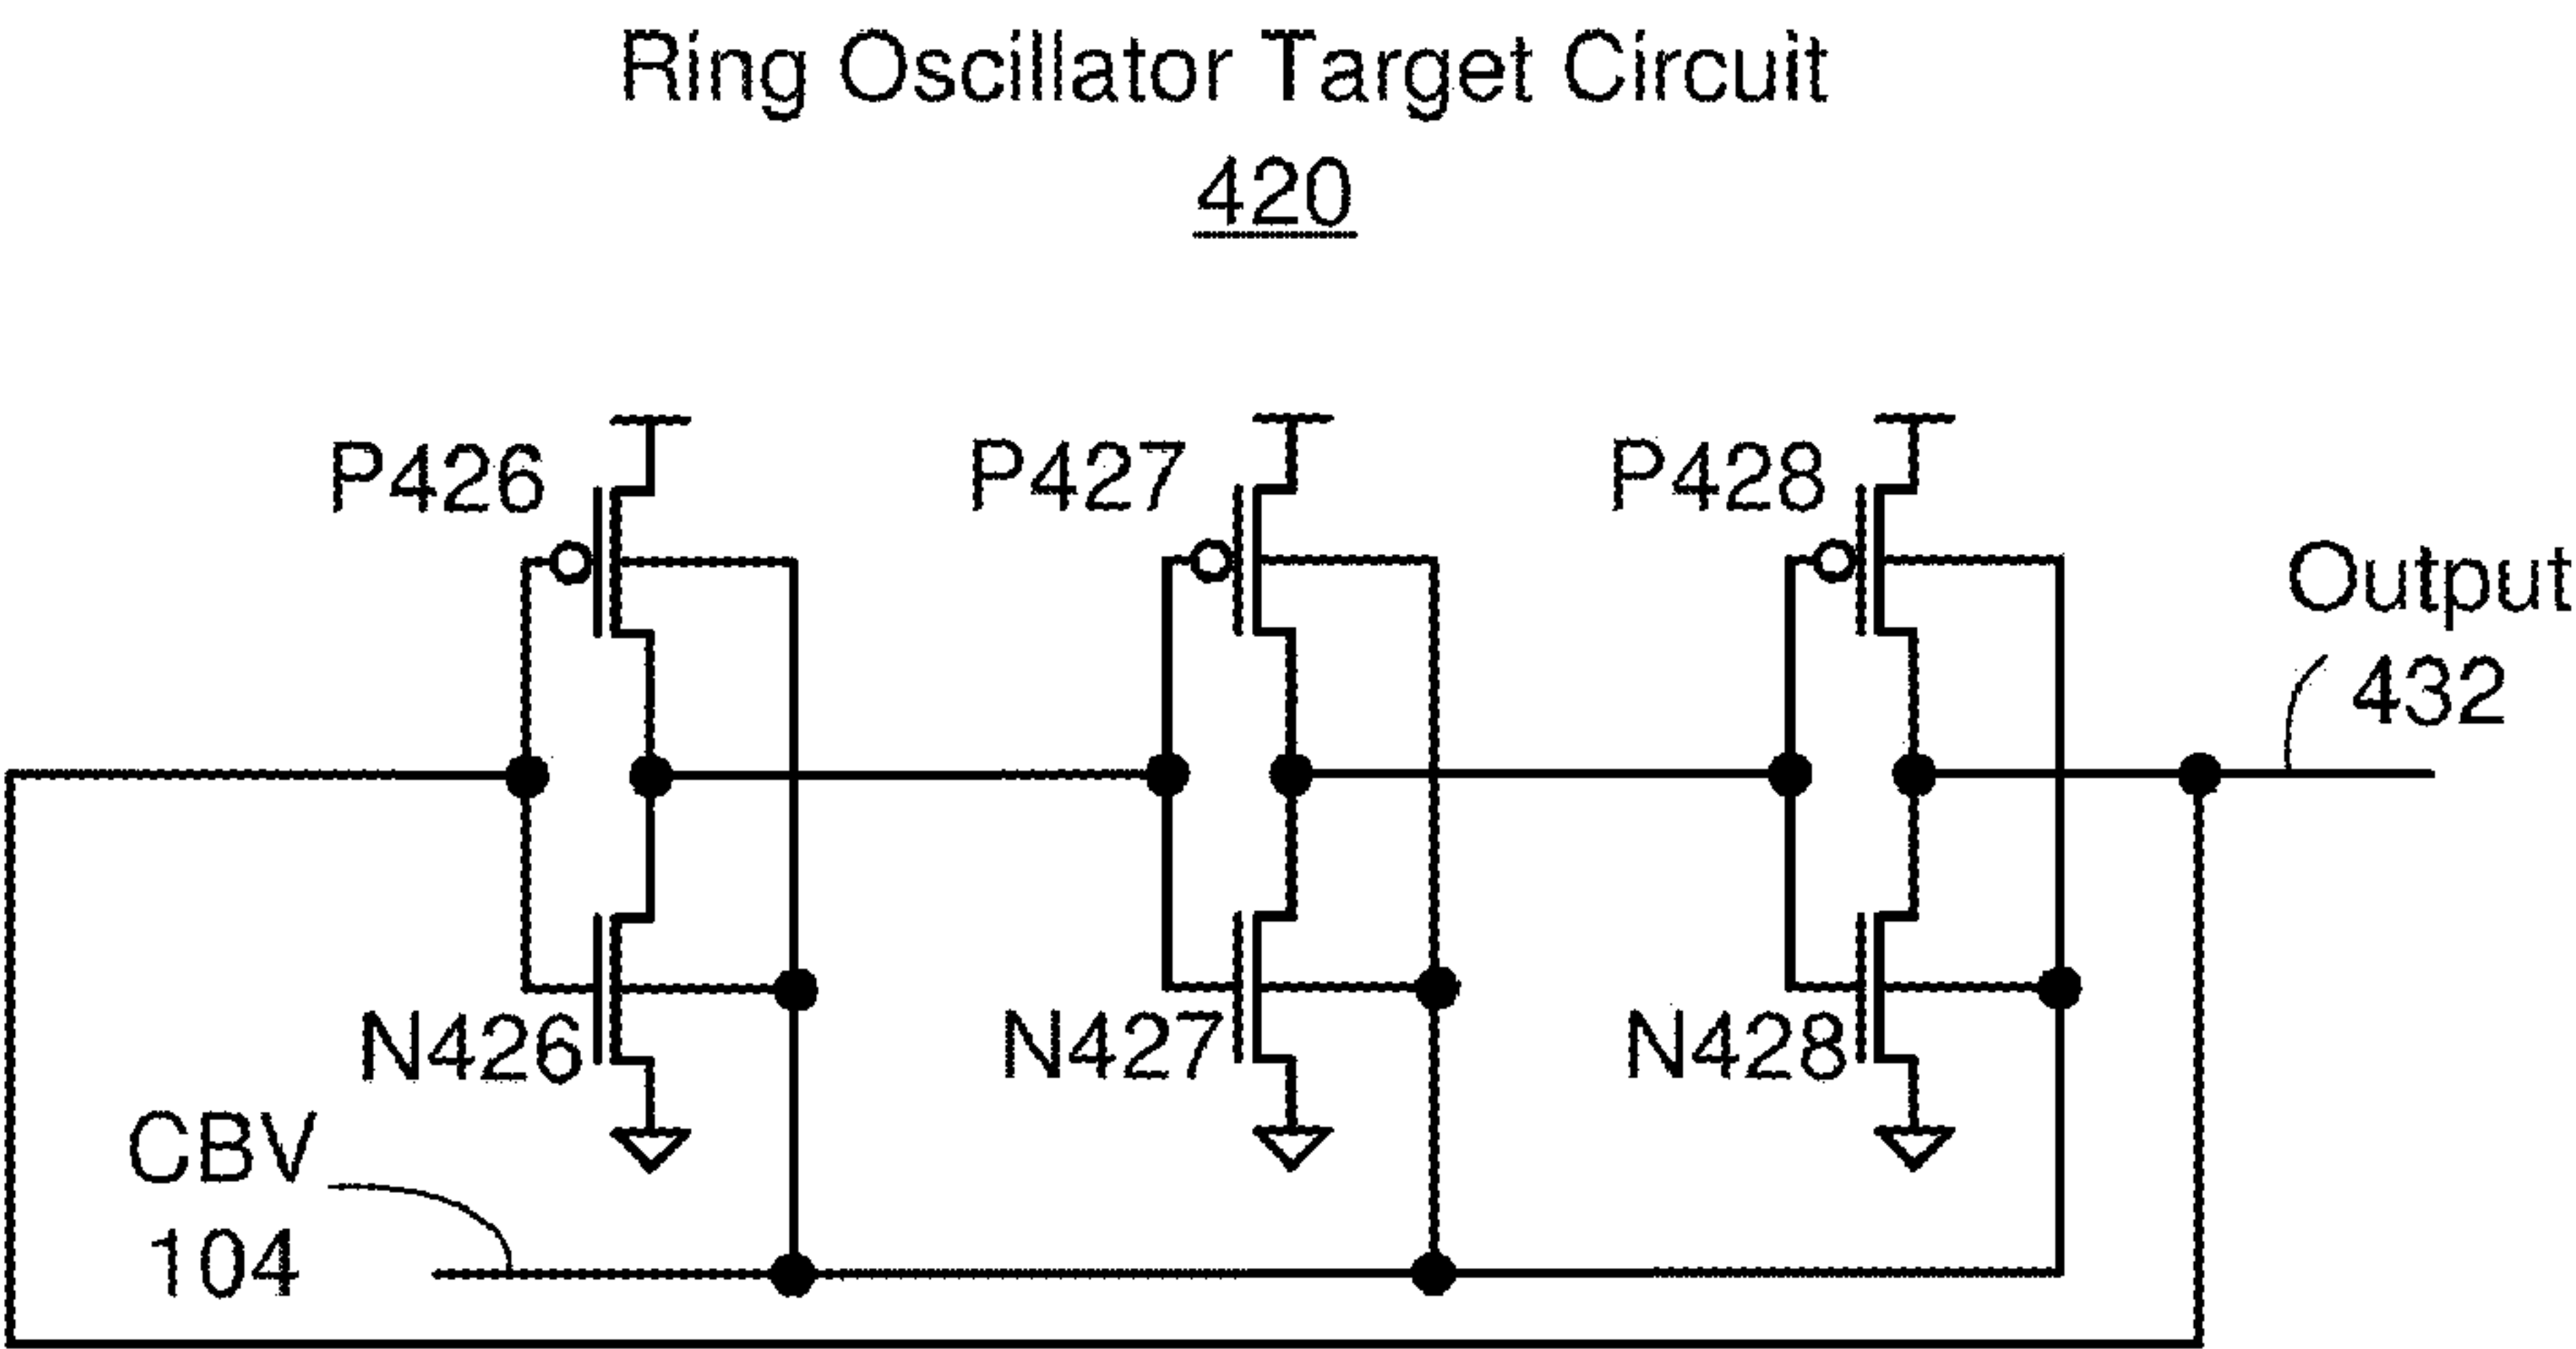 Ring Oscillator Target Circuit
420
P426
P427
P428
Output
432
N426
N427
N428
CBV
104